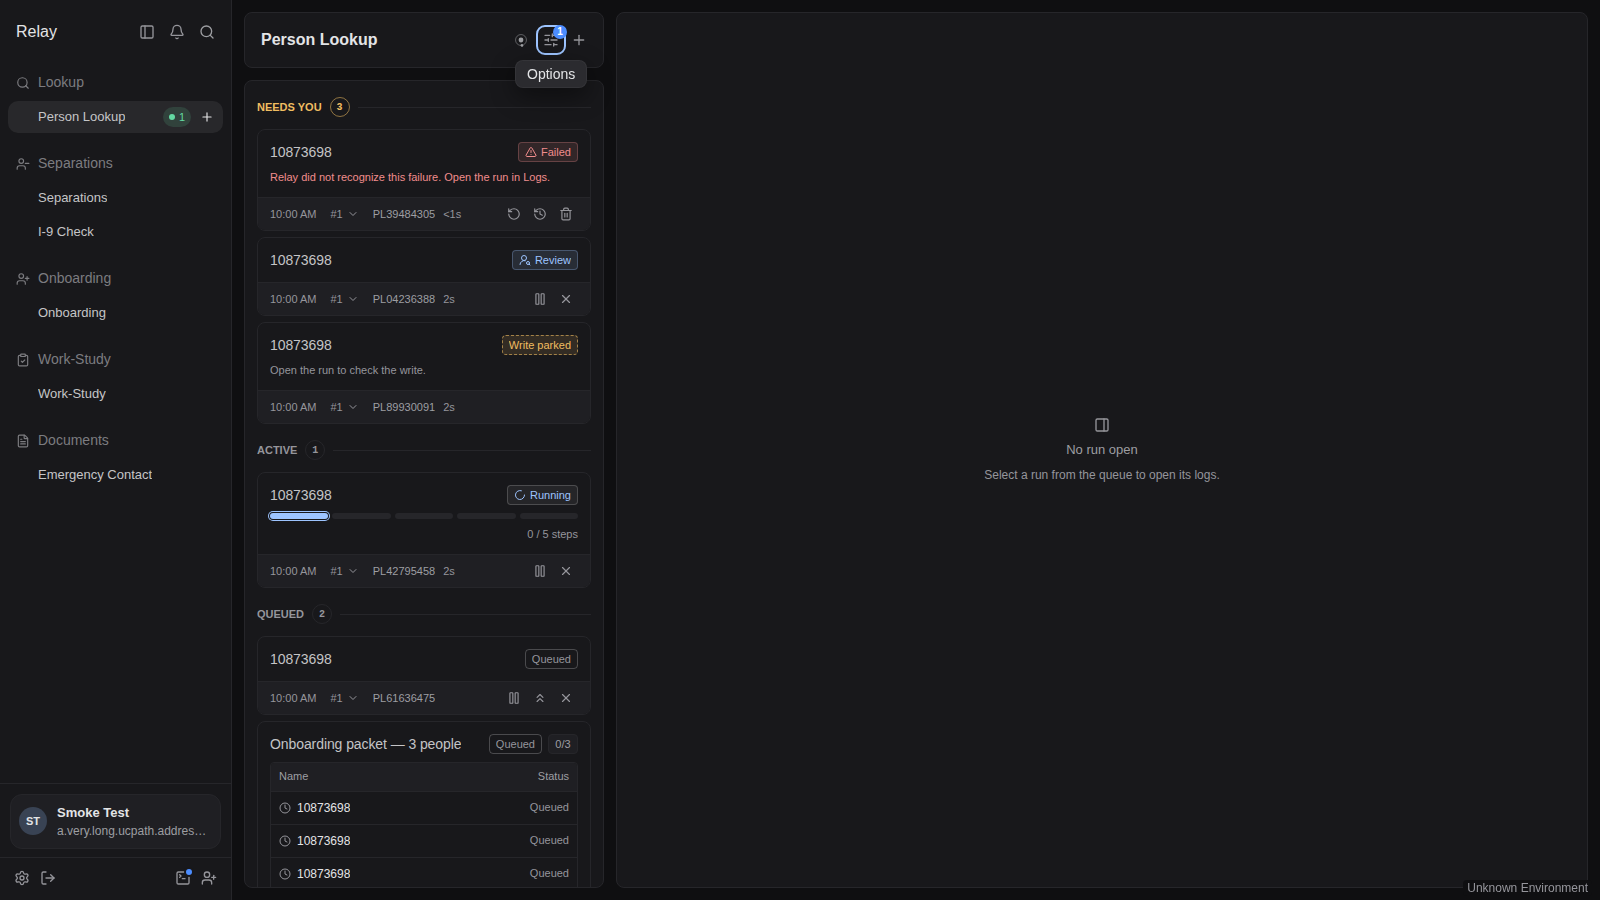 Relay
Lookup
Person Lookup
1
Separations
Separations
I-9 Check
Onboarding
Onboarding
Work-Study
Work-Study
Documents
Emergency Contact
ST
Smoke Test
a.very.long.ucpath.addres…
Person Lookup
1
Options
NEEDS YOU 3
10873698
Failed
Relay did not recognize this failure. Open the run in Logs.
10:00 AM #1 PL39484305 <1s
10873698
Review
10:00 AM #1 PL04236388 2s
10873698
Write parked
Open the run to check the write.
10:00 AM #1 PL89930091 2s
ACTIVE 1
10873698
Running
0 / 5 steps
10:00 AM #1 PL42795458 2s
QUEUED 2
10873698
Queued
10:00 AM #1 PL61636475
Onboarding packet — 3 people
Queued 0/3
Name Status
10873698 Queued
10873698 Queued
10873698 Queued
No run open
Select a run from the queue to open its logs.
Unknown Environment